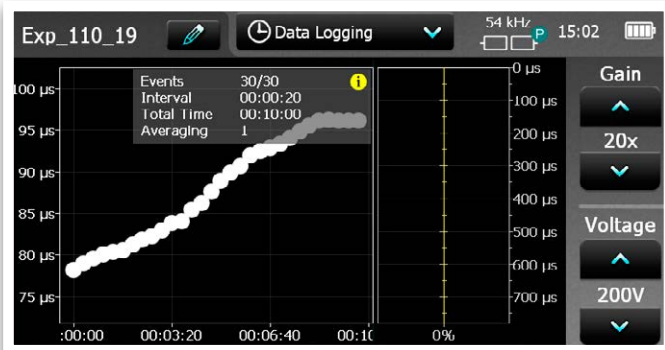 Exp_110_19
Data Logging
54 kHz
P
15:02
Events 30/30
Interval 00:00:20
Total Time 00:10:00
Averaging 1
i
100 µs
95 µs
90 µs
85 µs
80 µs
75 µs
:00:00 00:03:20 00:06:40 00:10
0 µs
100 µs
200 µs
300 µs
400 µs
500 µs
600 µs
700 µs
0%
Gain
20x
Voltage
200V